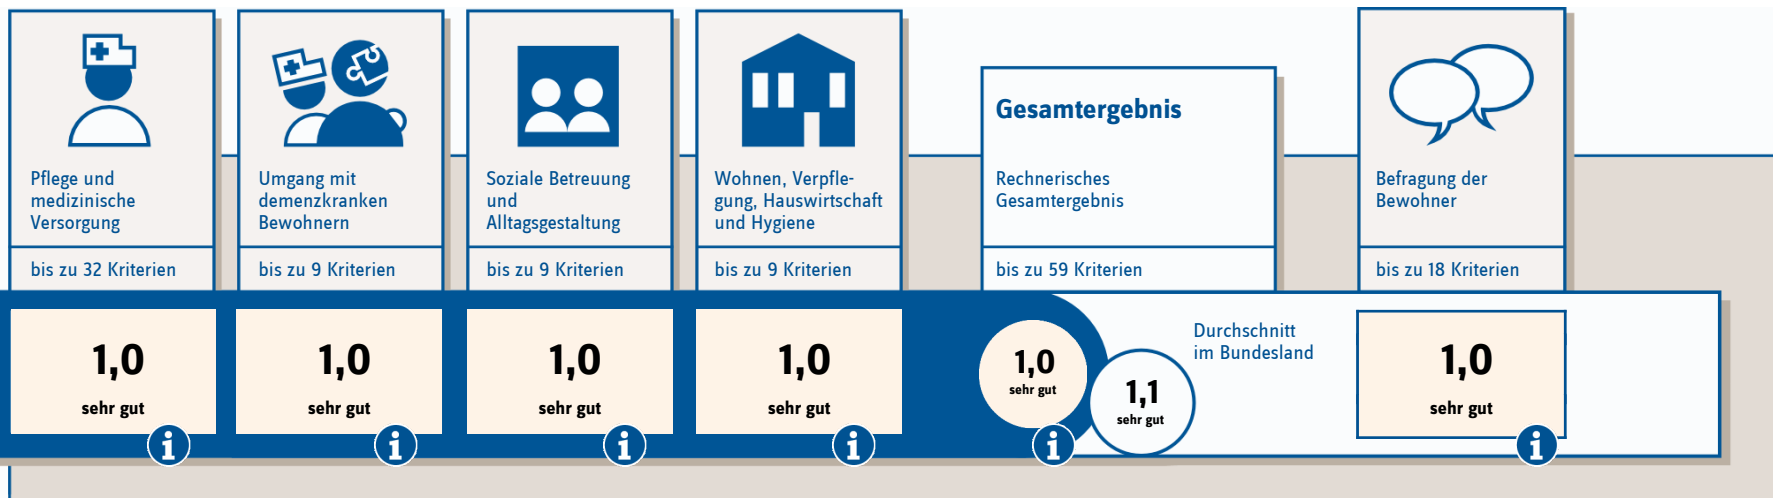 Pflege und
medizinische
Versorgung
bis zu 32 Kriterien
1,0
sehr gut
i
Umgang mit
demenzkranken
Bewohnern
bis zu 9 Kriterien
1,0
sehr gut
i
Soziale Betreuung
und
Alltagsgestaltung
bis zu 9 Kriterien
1,0
sehr gut
i
Wohnen, Verpfle-
gung, Hauswirtschaft
und Hygiene
bis zu 9 Kriterien
1,0
sehr gut
i
Gesamtergebnis
Rechnerisches
Gesamtergebnis
bis zu 59 Kriterien
1,0
sehr gut
i
Durchschnitt
im Bundesland
1,1
sehr gut
Befragung der
Bewohner
bis zu 18 Kriterien
1,0
sehr gut
i